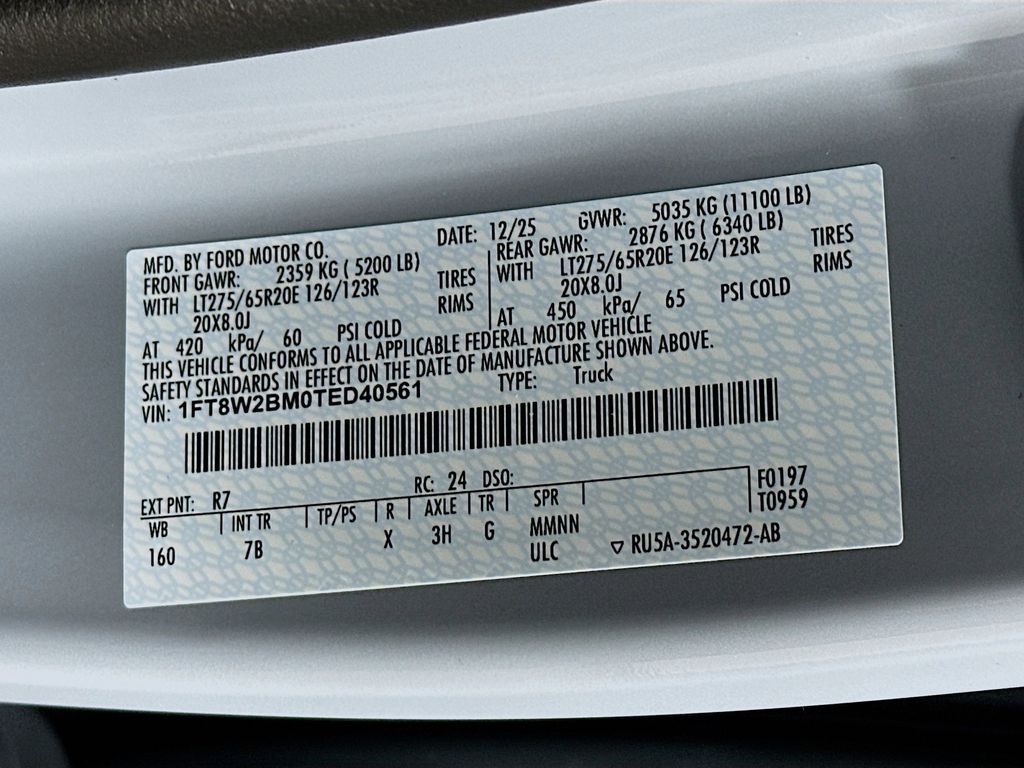 MFD. BY FORD MOTOR CO. DATE: 12/25 GVWR: 5035 KG (11100 LB)
FRONT GAWR: 2359 KG ( 5200 LB) REAR GAWR: 2876 KG ( 6340 LB)
WITH LT275/65R20E 126/123R TIRES WITH LT275/65R20E 126/123R TIRES
20X8.0J RIMS 20X8.0J RIMS
AT 420 kPa/ 60 PSI COLD AT 450 kPa/ 65 PSI COLD
THIS VEHICLE CONFORMS TO ALL APPLICABLE FEDERAL MOTOR VEHICLE
SAFETY STANDARDS IN EFFECT ON THE DATE OF MANUFACTURE SHOWN ABOVE.
VIN: 1FT8W2BM0TED40561 TYPE: Truck
EXT PNT: R7 RC: 24 DSO: F0197
WB INT TR TP/PS R AXLE TR SPR T0959
160 7B X 3H G MMNN
ULC ▽ RU5A-3520472-AB